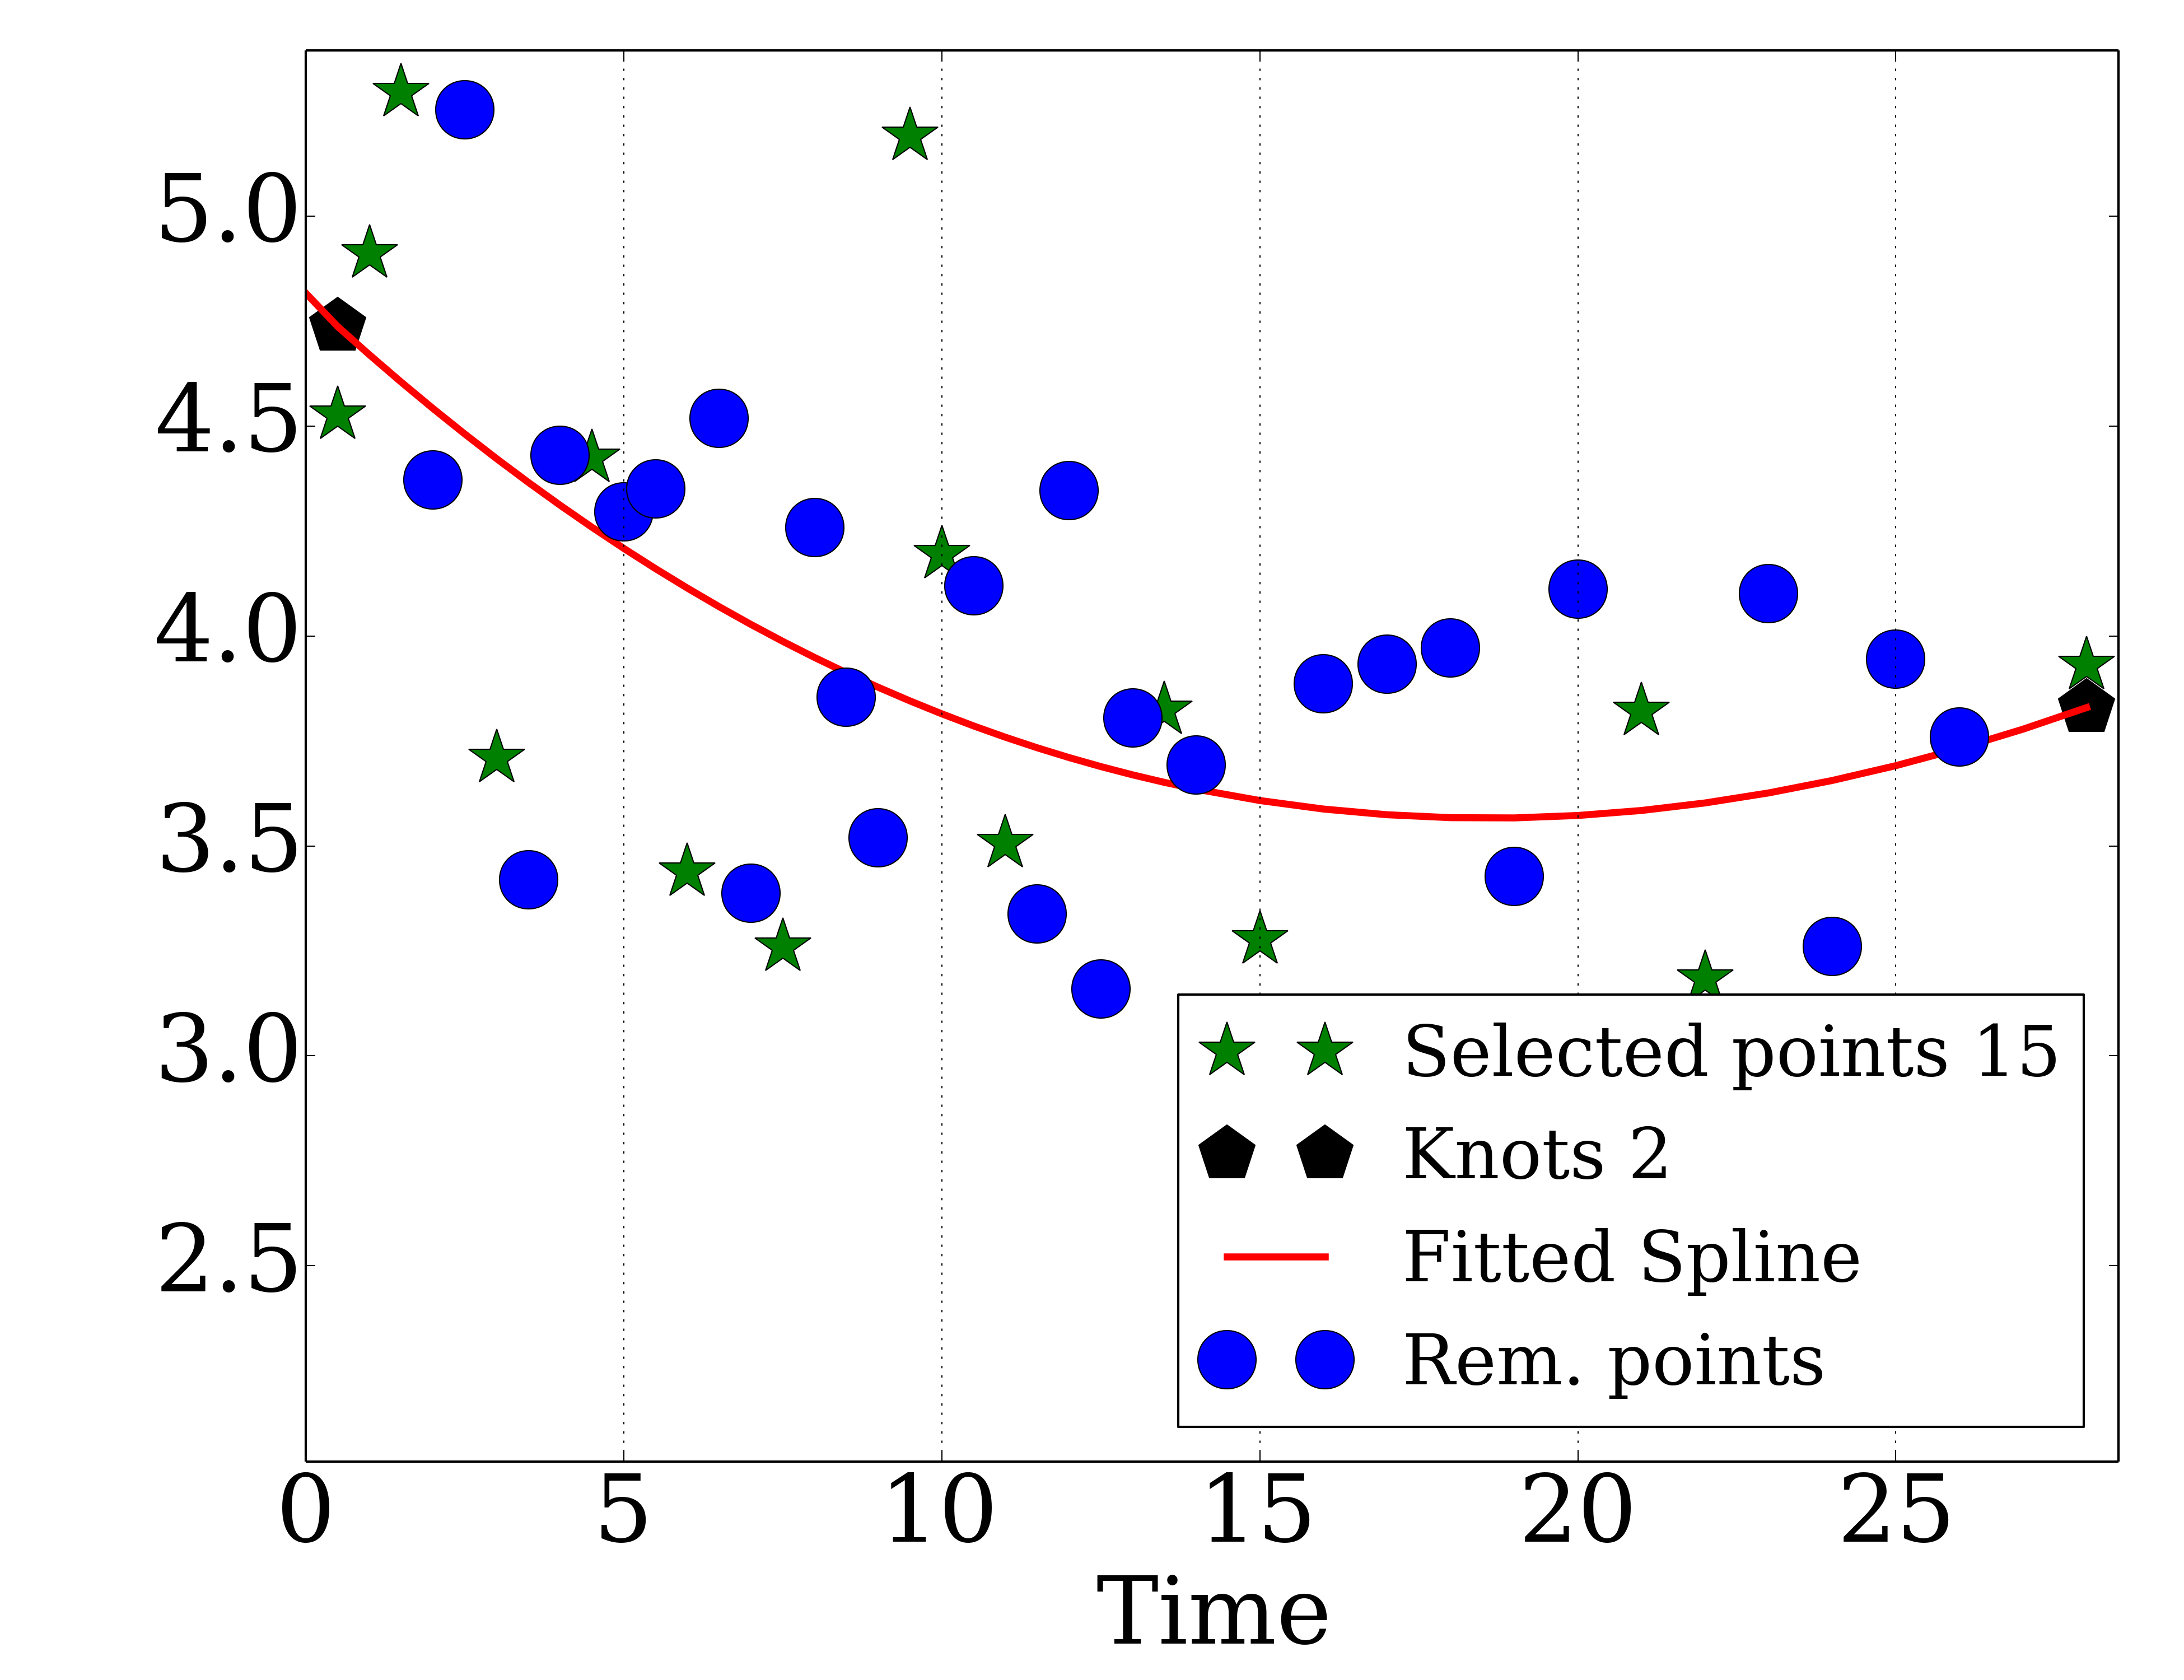 5.0
4.5
4.0
3.5
3.0
2.5
Selected points 15
Knots 2
Fitted Spline
Rem. points
0 5 10 15 20 25
Time